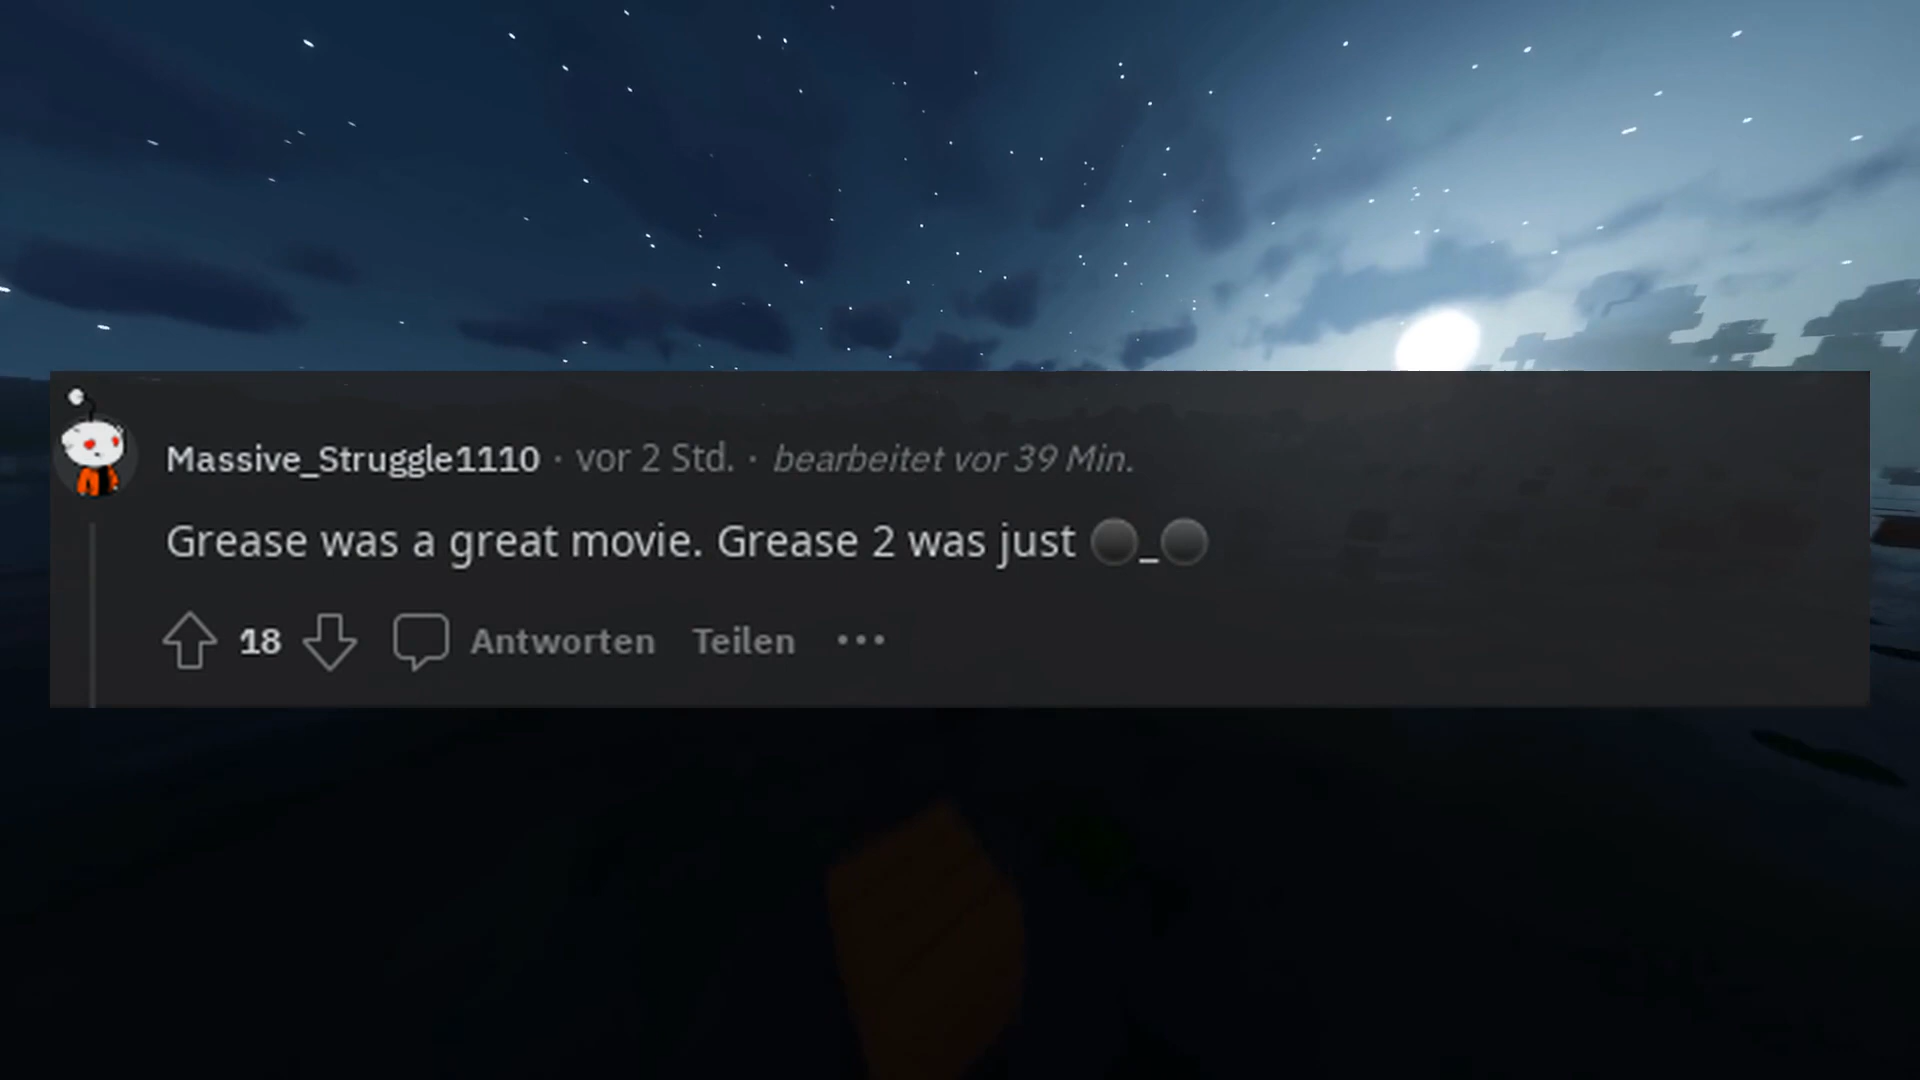 Massive_Struggle1110 · vor 2 Std. · bearbeitet vor 39 Min.
Grease was a great movie. Grease 2 was just ⚫_⚫
18 Antworten Teilen •••